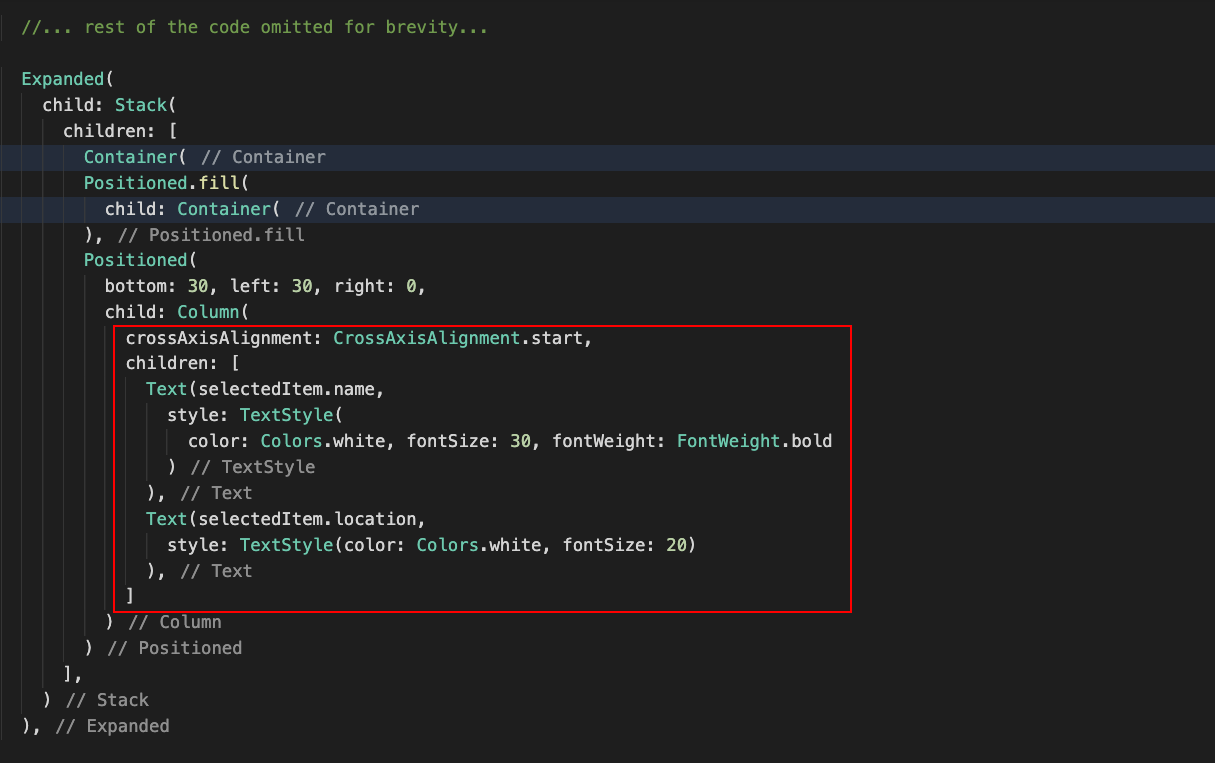 //... rest of the code omitted for brevity...
Expanded(
child: Stack(
children: [
Container( // Container
Positioned.fill(
child: Container( // Container
), // Positioned.fill
Positioned(
bottom: 30, left: 30, right: 0,
child: Column(
crossAxisAlignment: CrossAxisAlignment.start,
children: [
Text(selectedItem.name,
style: TextStyle(
color: Colors.white, fontSize: 30, fontWeight: FontWeight.bold
) // TextStyle
), // Text
Text(selectedItem.location,
style: TextStyle(color: Colors.white, fontSize: 20)
), // Text
]
) // Column
) // Positioned
],
) // Stack
), // Expanded